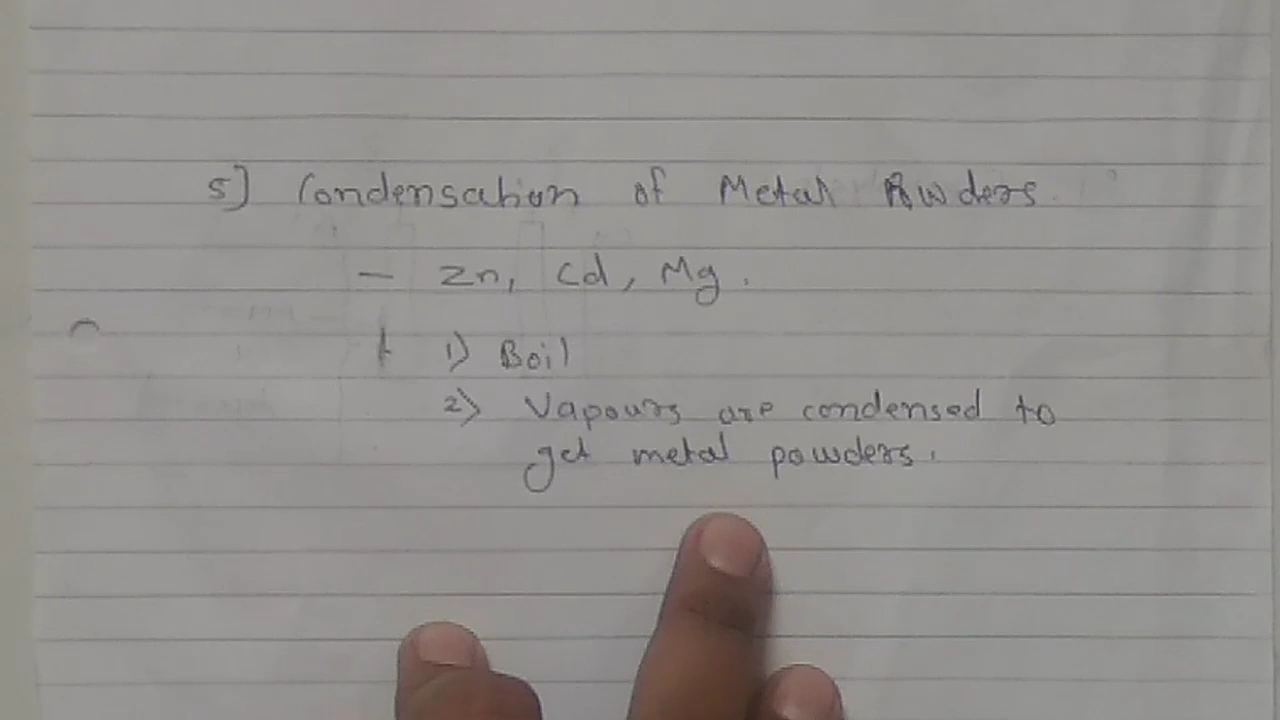 5] Condensation of Metal Powders.
- Zn, Cd, Mg.
1) Boil
2) Vapours are condensed to
get metal powders.